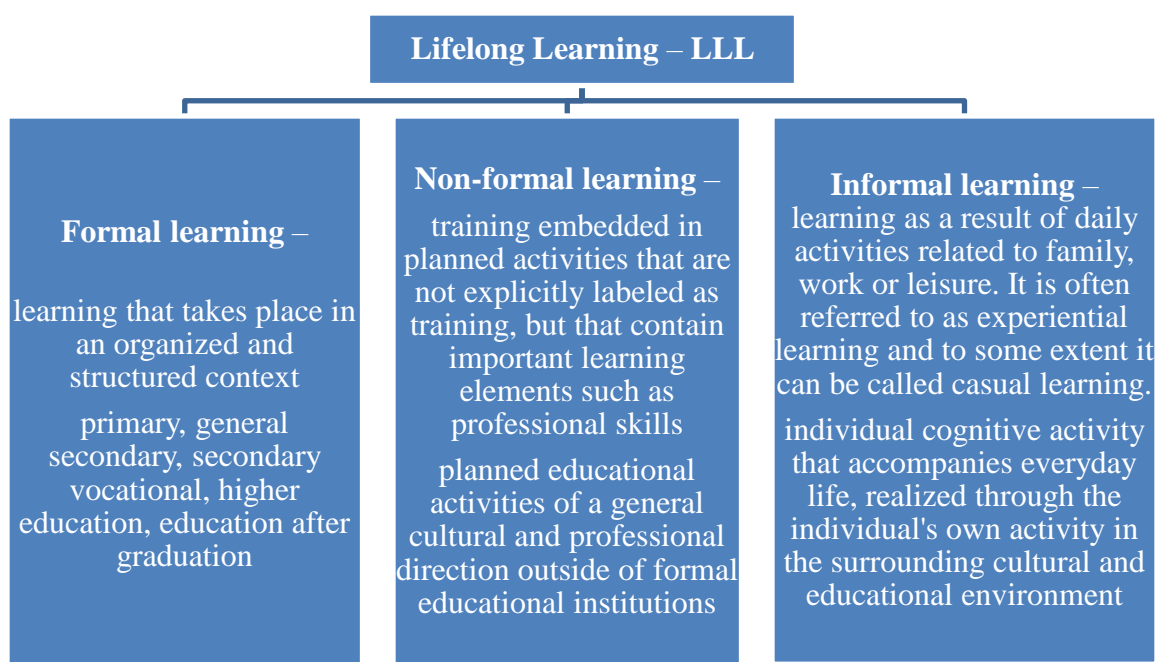 Lifelong Learning – LLL
Formal learning –
learning that takes place in
an organized and
structured context
primary, general
secondary, secondary
vocational, higher
education, education after
graduation
Non-formal learning –
training embedded in
planned activities that are
not explicitly labeled as
training, but that contain
important learning
elements such as
professional skills
planned educational
activities of a general
cultural and professional
direction outside of formal
educational institutions
Informal learning –
learning as a result of daily
activities related to family,
work or leisure. It is often
referred to as experiential
learning and to some extent it
can be called casual learning.
individual cognitive activity
that accompanies everyday
life, realized through the
individual's own activity in
the surrounding cultural and
educational environment